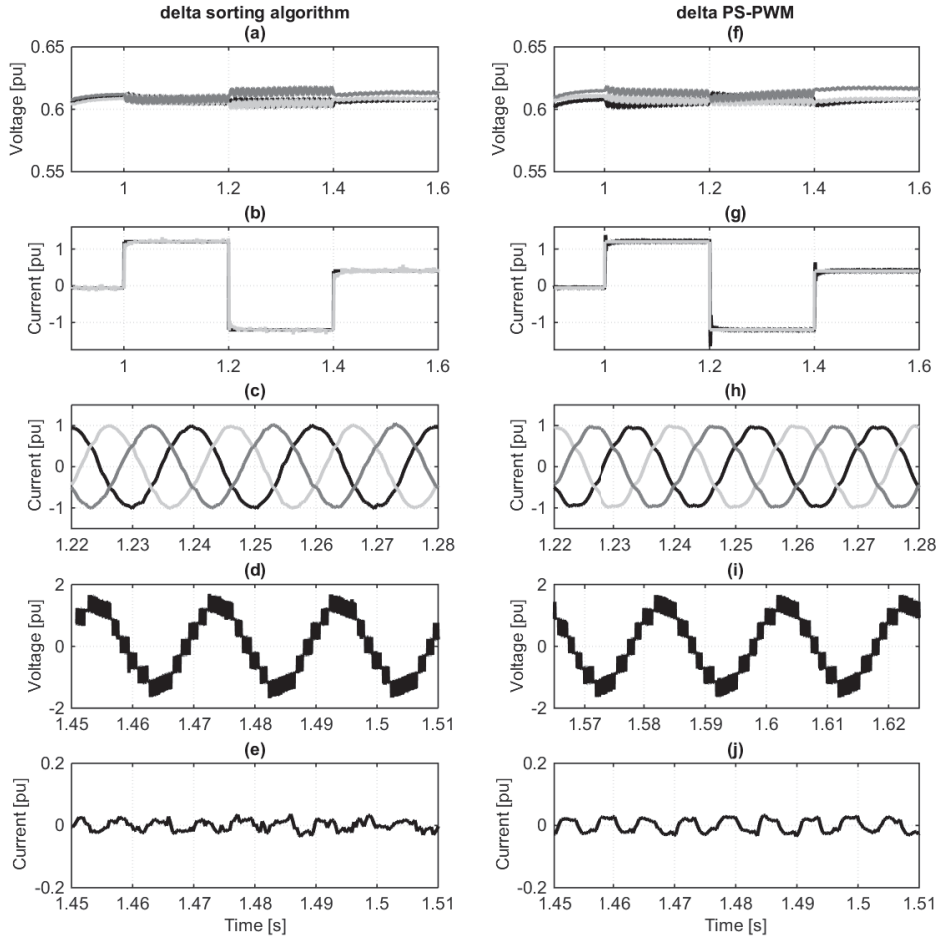 delta sorting algorithm
(a)
0.65
0.6
0.55
Voltage [pu]
1 1.2 1.4 1.6
(b)
1
0
-1
Current [pu]
1 1.2 1.4 1.6
(c)
1
0
-1
Current [pu]
1.22 1.23 1.24 1.25 1.26 1.27 1.28
(d)
2
0
-2
Voltage [pu]
1.45 1.46 1.47 1.48 1.49 1.5 1.51
(e)
0.2
0
-0.2
Current [pu]
1.45 1.46 1.47 1.48 1.49 1.5 1.51
Time [s]
delta PS-PWM
(f)
0.65
0.6
0.55
Voltage [pu]
1 1.2 1.4 1.6
(g)
1
0
-1
Current [pu]
1 1.2 1.4 1.6
(h)
1
0
-1
Current [pu]
1.22 1.23 1.24 1.25 1.26 1.27 1.28
(i)
2
0
-2
Voltage [pu]
1.57 1.58 1.59 1.6 1.61 1.62
(j)
0.2
0
-0.2
Current [pu]
1.45 1.46 1.47 1.48 1.49 1.5 1.51
Time [s]